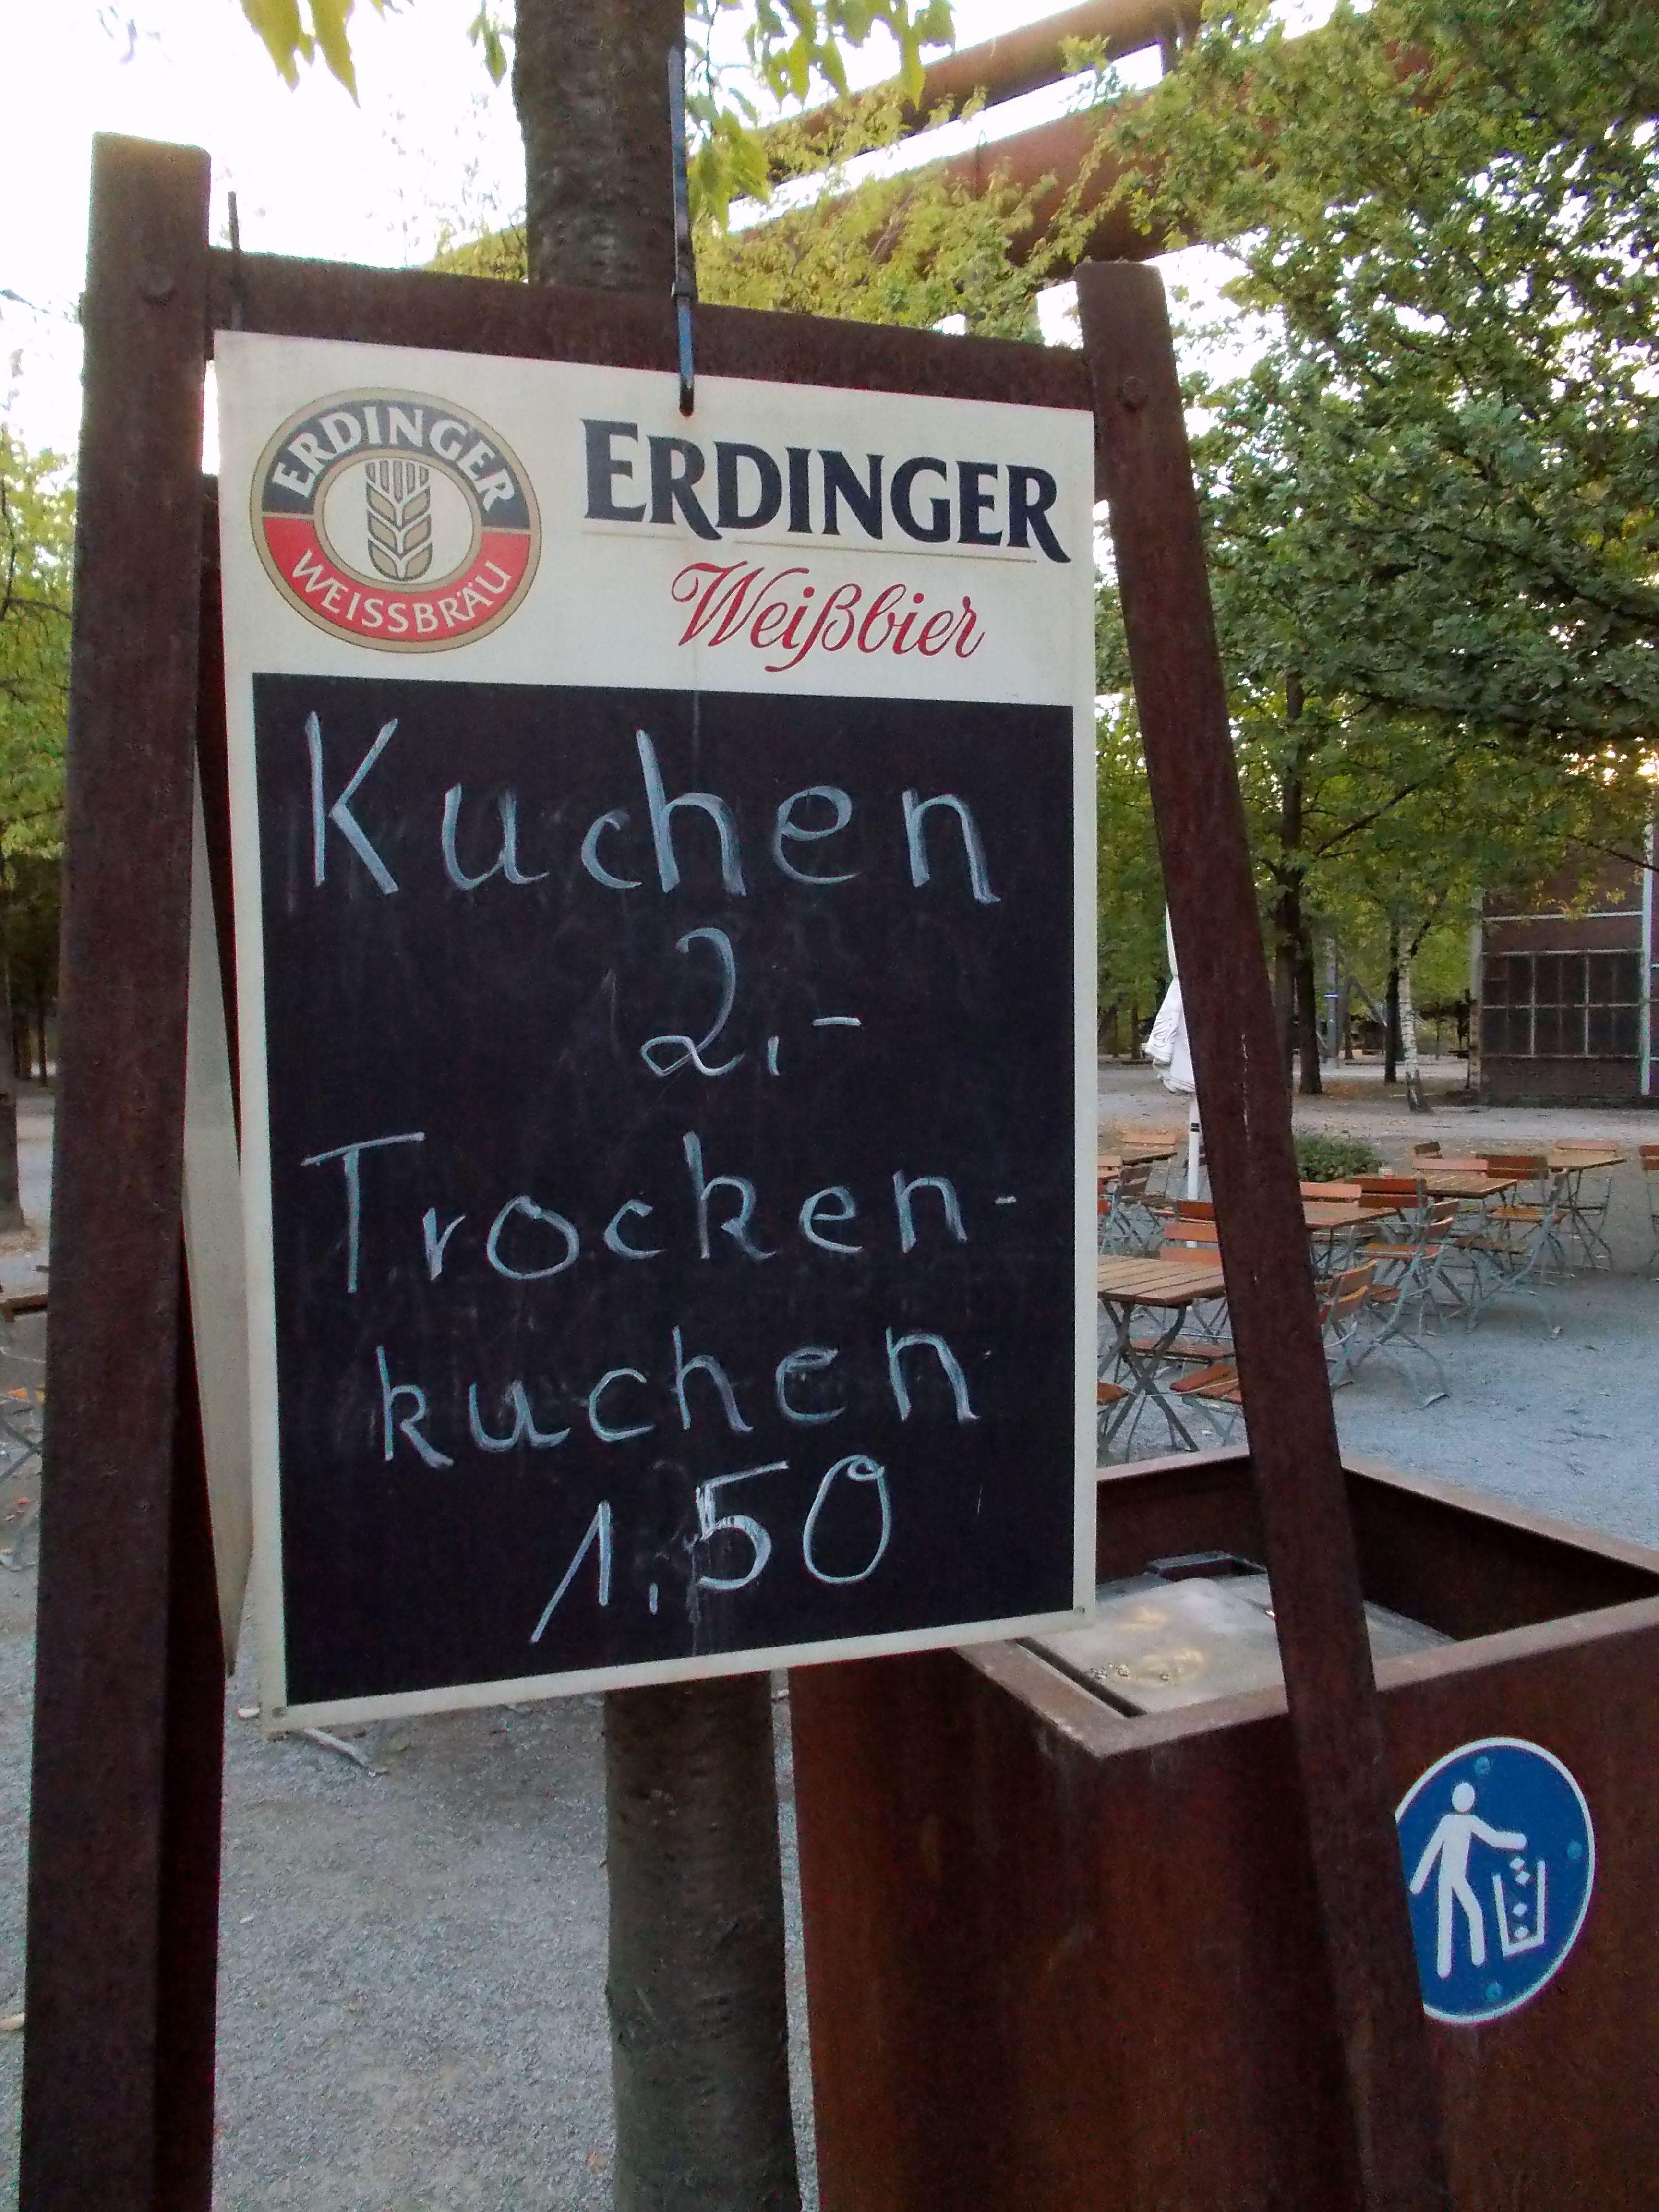 ERDINGER
WEISSBRÄU
ERDINGER
Weißbier
Kuchen
2,-
Trocken-
kuchen
1,50